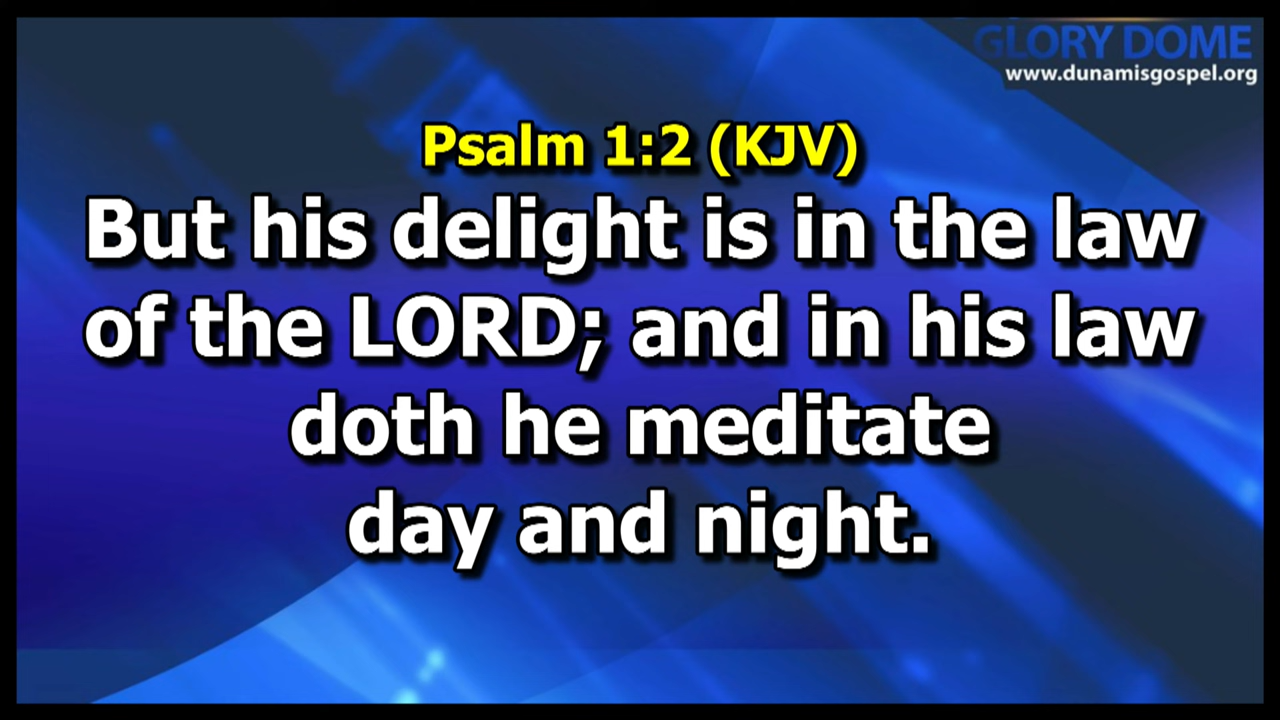 GLORY DOME
www.dunamisgospel.org
Psalm 1:2 (KJV)
But his delight is in the law
of the LORD; and in his law
doth he meditate
day and night.